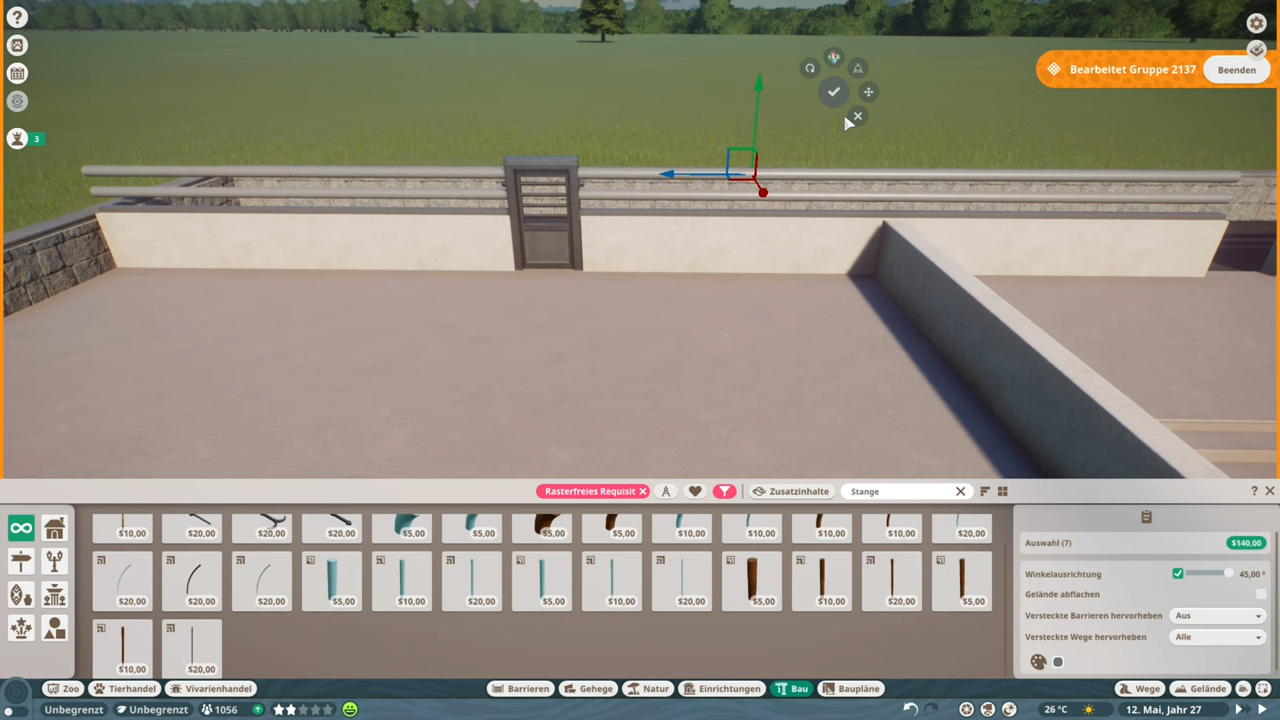 ?
Bearbeitet Gruppe 2137
Beenden
3
Rasterfreies Requisit
Zusatzinhalte
Stange
?
$10,00 $20,00 $20,00 $20,00 $5,00 $5,00 $5,00 $5,00 $10,00 $10,00 $10,00 $10,00 $20,00
$20,00 $20,00 $20,00 $5,00 $10,00 $20,00 $5,00 $10,00 $20,00 $5,00 $10,00 $20,00 $5,00
$10,00 $20,00
Auswahl (7) $140,00
Winkelausrichtung 45,00 °
Gelände abflachen
Versteckte Barrieren hervorheben Aus
Versteckte Wege hervorheben Alle
Zoo Tierhandel Vivarienhandel Barrieren Gehege Natur Einrichtungen Bau Baupläne Wege Gelände
Unbegrenzt Unbegrenzt 1056 26 °C 12. Mai, Jahr 27